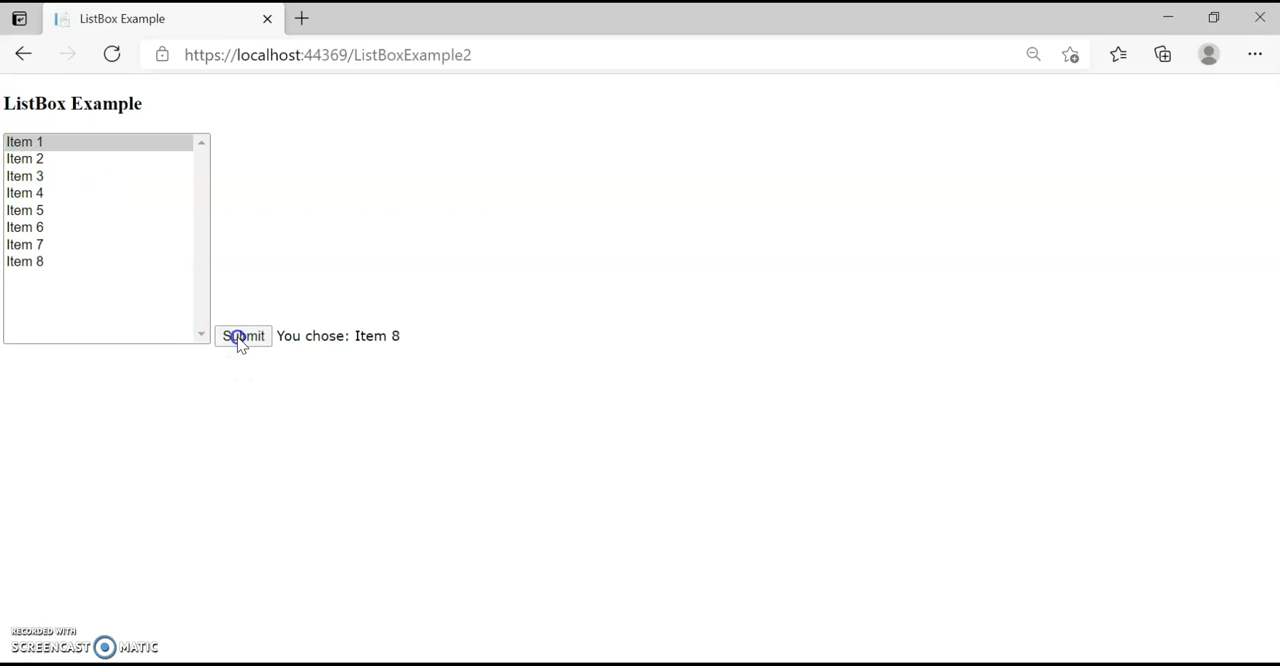 ListBox Example
https://localhost:44369/ListBoxExample2
ListBox Example
Item 1
Item 2
Item 3
Item 4
Item 5
Item 6
Item 7
Item 8
Submit You chose: Item 8
RECORDED WITH
SCREENCAST MATIC